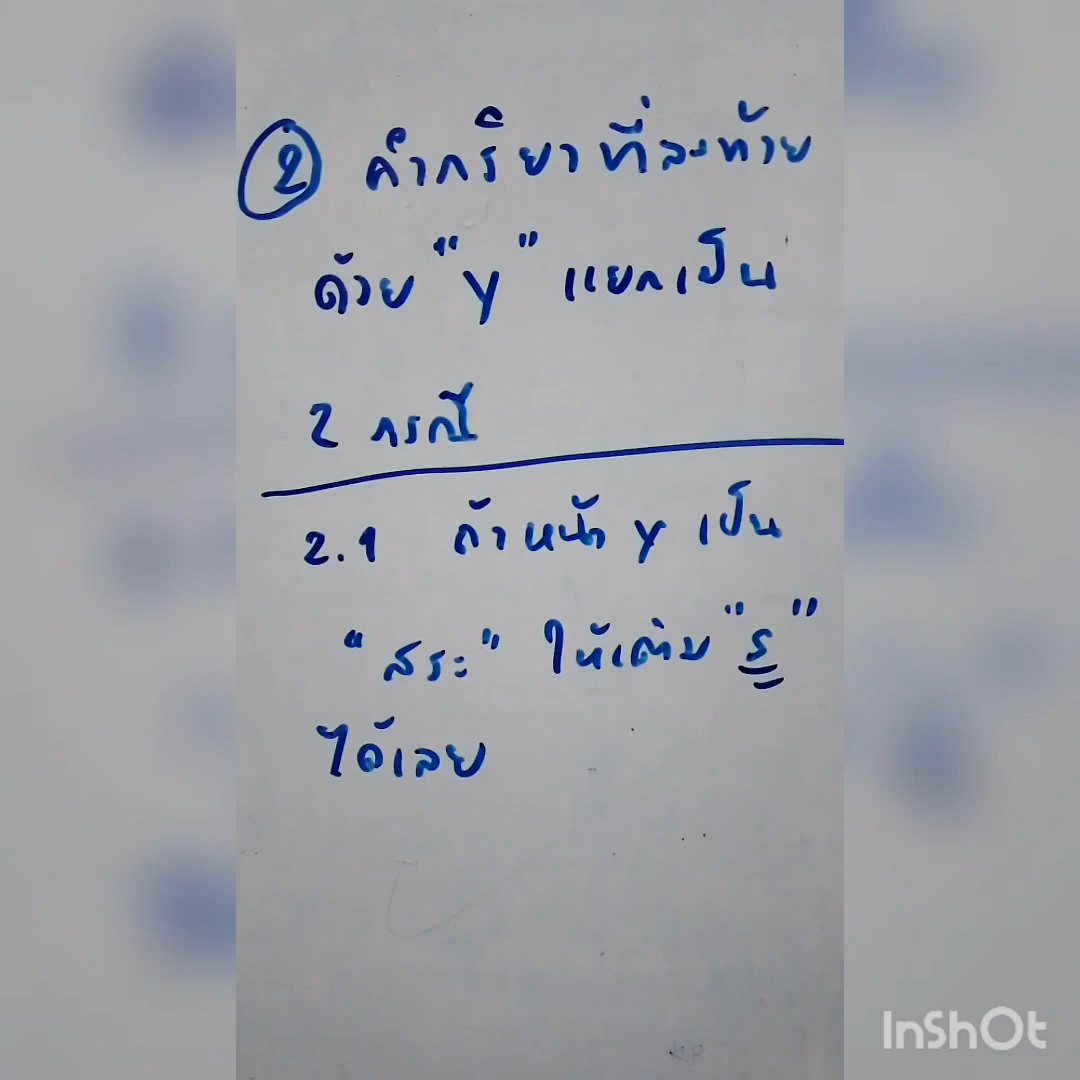 ② คำกริยาที่ลงท้าย
ด้วย "y" แยกเป็น
2 กรณี
2.1 ถ้าหน้า y เป็น
"สระ" ให้เติม "s"
ได้เลย
InShOt